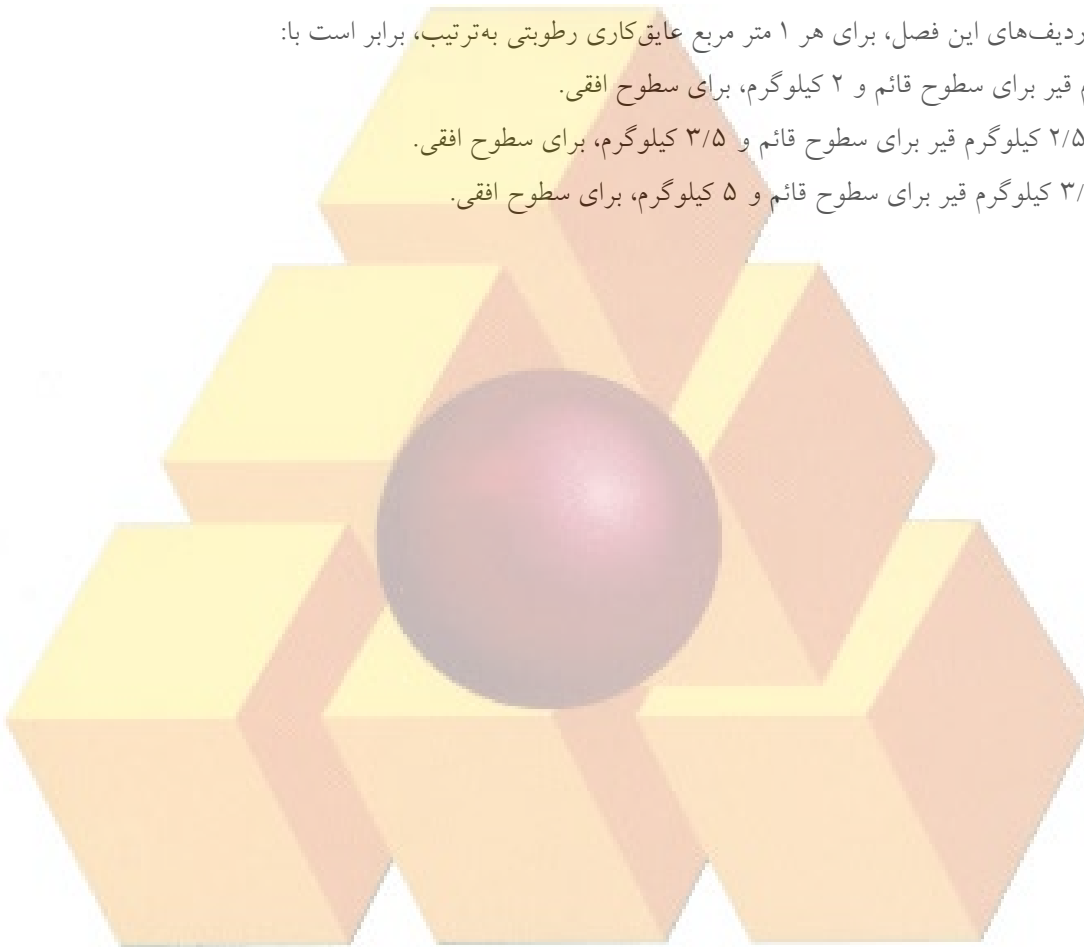 ردیف‌های این فصل، برای هر ۱ متر مربع عایق‌کاری رطوبتی به‌ترتیب، برابر است با:
قیر برای سطوح قائم و ۲ کیلوگرم، برای سطوح افقی.
۲/۵ کیلوگرم قیر برای سطوح قائم و ۳/۵ کیلوگرم، برای سطوح افقی.
کیلوگرم قیر برای سطوح قائم و ۵ کیلوگرم، برای سطوح افقی.